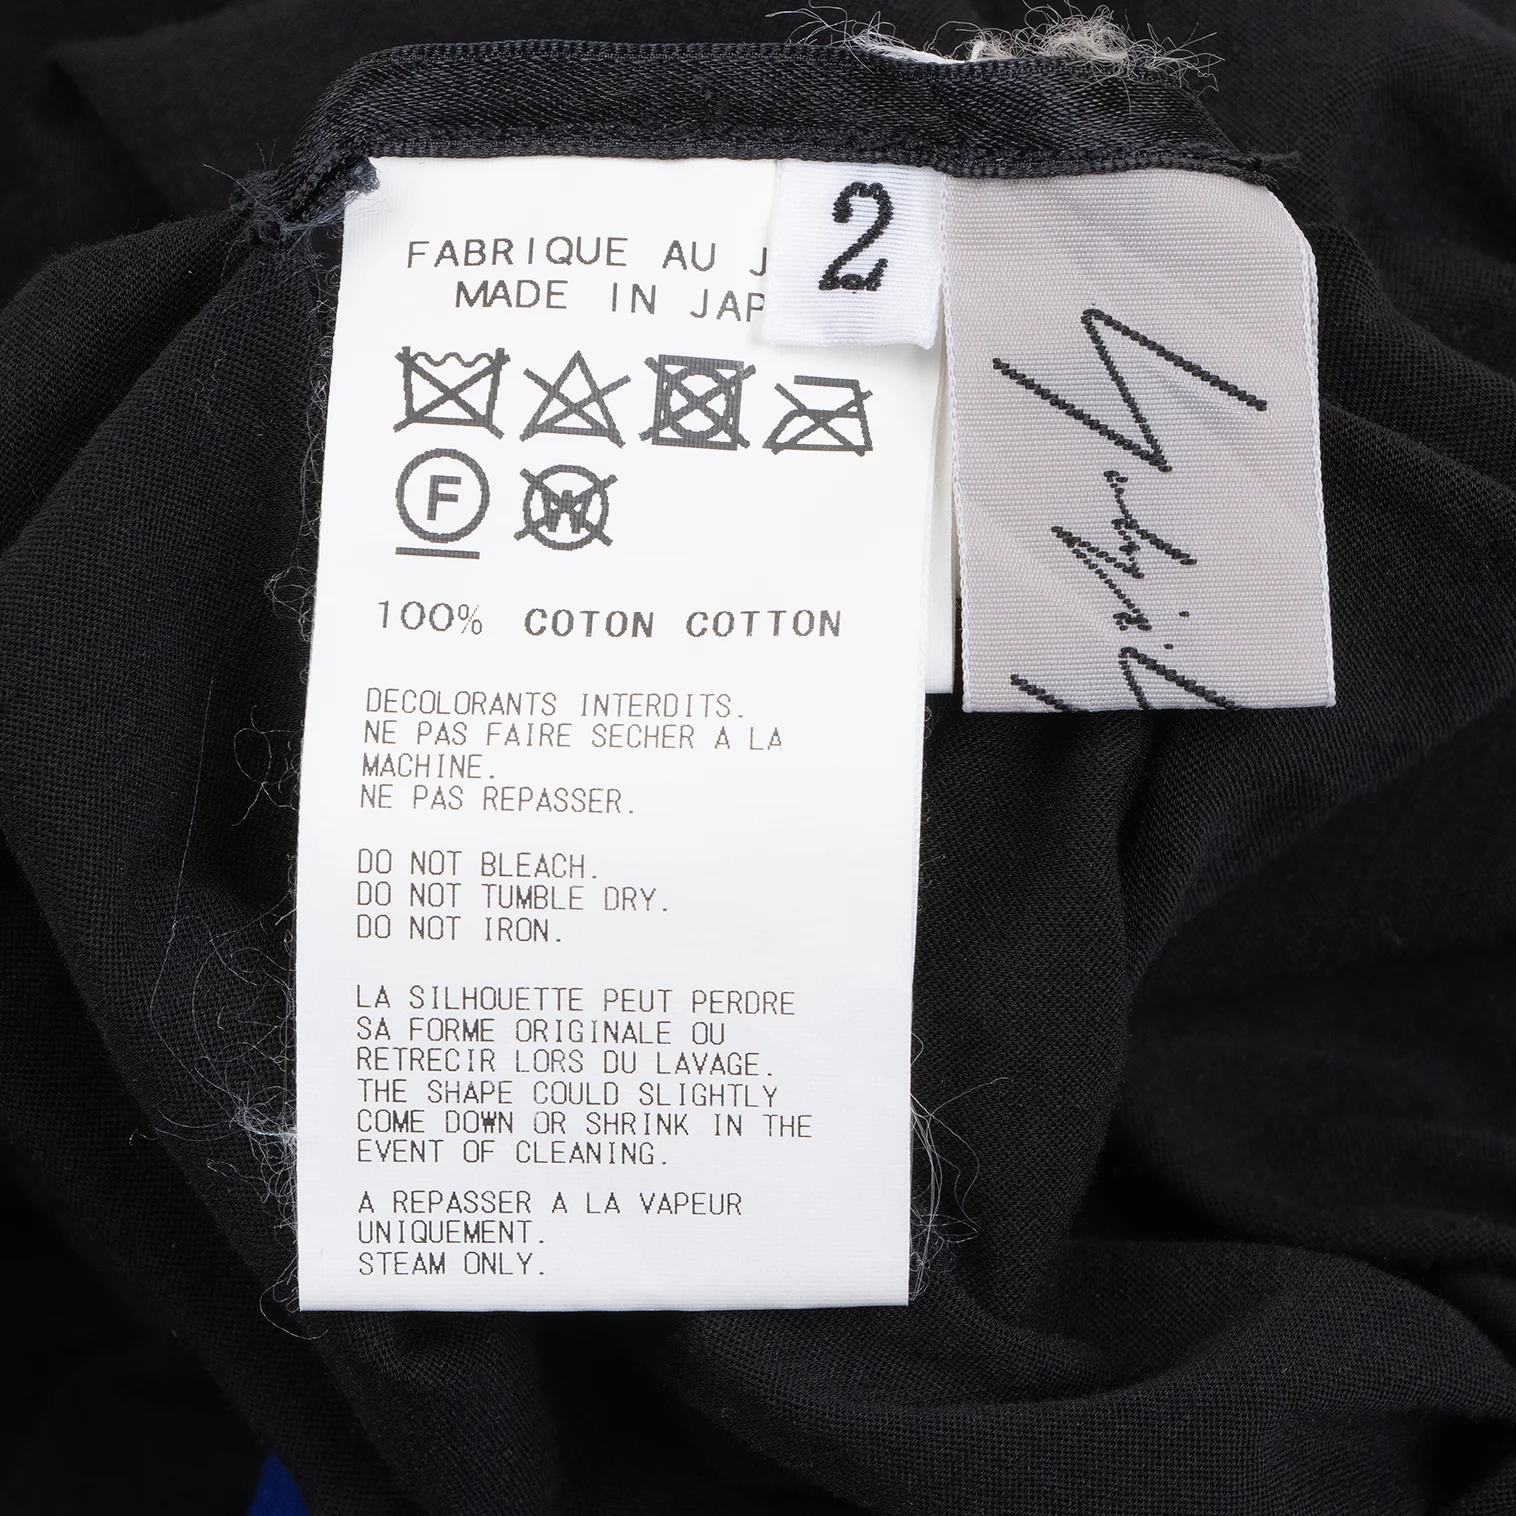 FABRIQUE AU J
MADE IN JAP
2
F
W
100% COTON COTTON
DECOLORANTS INTERDITS.
NE PAS FAIRE SECHER A LA
MACHINE.
NE PAS REPASSER.
DO NOT BLEACH.
DO NOT TUMBLE DRY.
DO NOT IRON.
LA SILHOUETTE PEUT PERDRE
SA FORME ORIGINALE OU
RETRECIR LORS DU LAVAGE.
THE SHAPE COULD SLIGHTLY
COME DOWN OR SHRINK IN THE
EVENT OF CLEANING.
A REPASSER A LA VAPEUR
UNIQUEMENT.
STEAM ONLY.